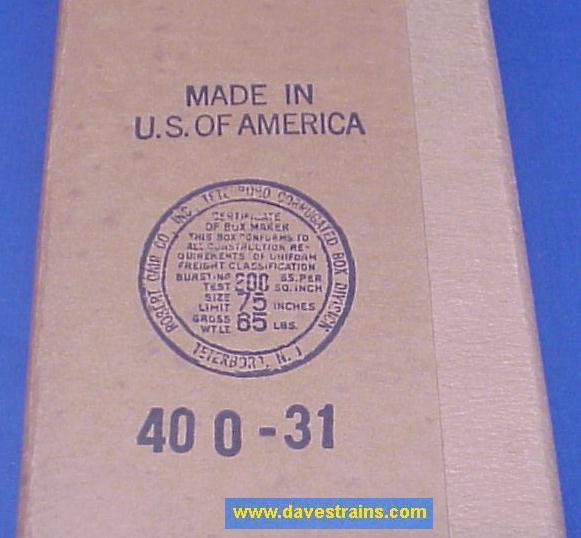 MADE IN
U.S. OF AMERICA
ROBERT GAIR CO., INC. TETERBORO CORRUGATED BOX DIVISION
CERTIFICATE
OF BOX MAKER
THIS BOX CONFORMS TO
ALL CONSTRUCTION RE-
QUIREMENTS OF UNIFORM
FREIGHT CLASSIFICATION
BURSTING TEST 200 LBS. PER SQ. INCH
SIZE LIMIT 75 INCHES
GROSS WT. LT. 65 LBS.
TETERBORO, N. J.
40 0-31
www.davestrains.com